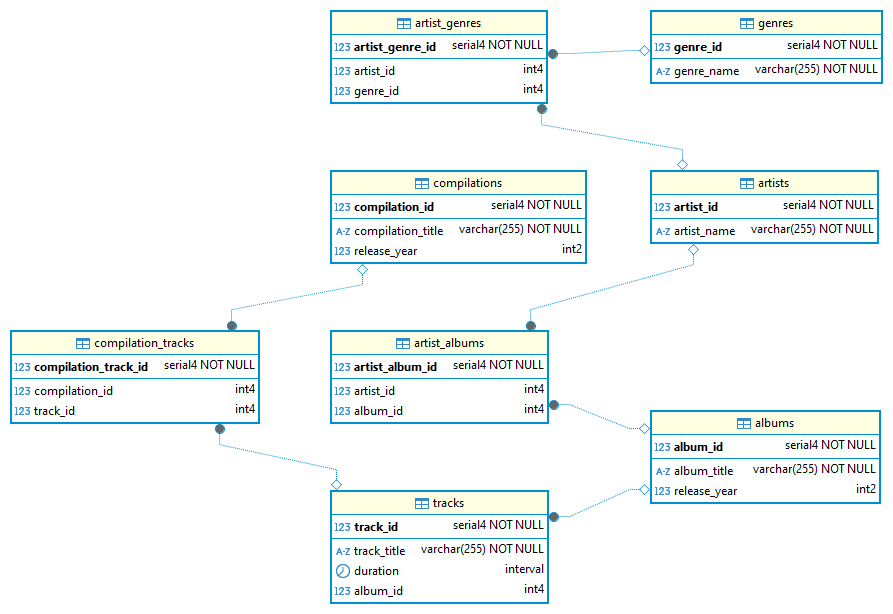 artist_genres
123 artist_genre_id serial4 NOT NULL
123 artist_id int4
123 genre_id int4
genres
123 genre_id serial4 NOT NULL
A-Z genre_name varchar(255) NOT NULL
compilations
123 compilation_id serial4 NOT NULL
A-Z compilation_title varchar(255) NOT NULL
123 release_year int2
artists
123 artist_id serial4 NOT NULL
A-Z artist_name varchar(255) NOT NULL
compilation_tracks
123 compilation_track_id serial4 NOT NULL
123 compilation_id int4
123 track_id int4
artist_albums
123 artist_album_id serial4 NOT NULL
123 artist_id int4
123 album_id int4
albums
123 album_id serial4 NOT NULL
A-Z album_title varchar(255) NOT NULL
123 release_year int2
tracks
123 track_id serial4 NOT NULL
A-Z track_title varchar(255) NOT NULL
duration interval
123 album_id int4